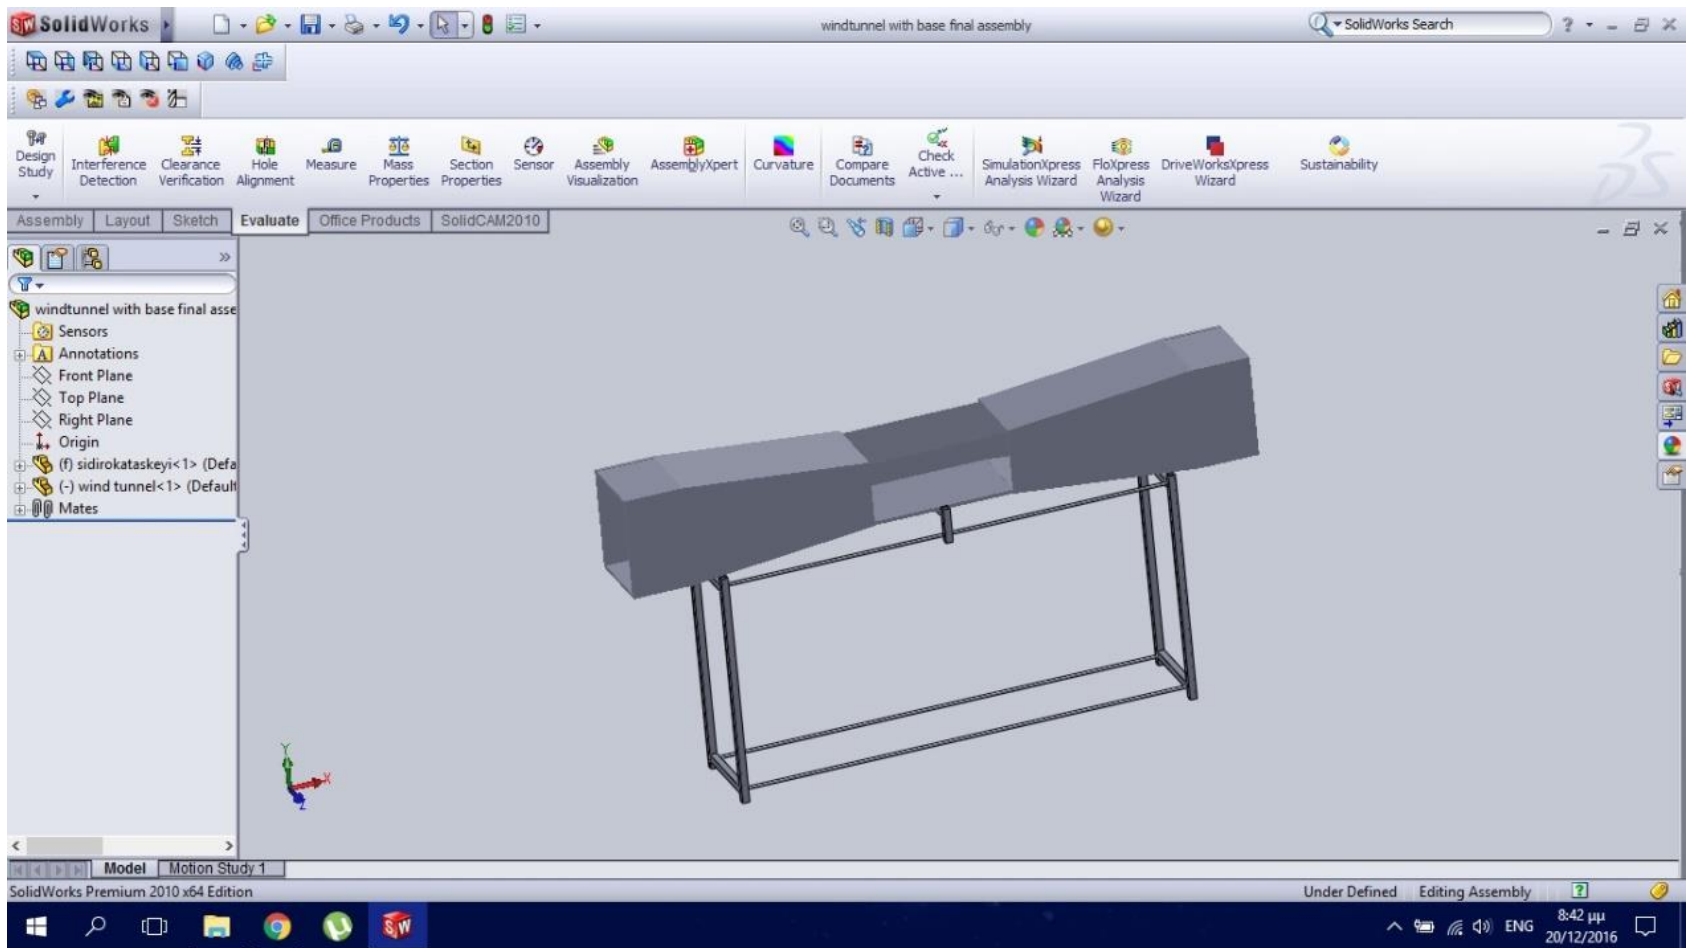 SolidWorks
windtunnel with base final assembly
SolidWorks Search
?
Design Study
Interference Detection
Clearance Verification
Hole Alignment
Measure
Mass Properties
Section Properties
Sensor
Assembly Visualization
AssemblyXpert
Curvature
Compare Documents
Check Active ...
SimulationXpress Analysis Wizard
FloXpress Analysis Wizard
DriveWorksXpress Wizard
Sustainability
Assembly Layout Sketch Evaluate Office Products SolidCAM2010
windtunnel with base final asse
Sensors
A Annotations
Front Plane
Top Plane
Right Plane
Origin
(f) sidirokataskeyi<1> (Defa
(-) wind tunnel<1> (Default
Mates
Y
X
Z
Model Motion Study 1
SolidWorks Premium 2010 x64 Edition
Under Defined Editing Assembly ?
SW
ENG
8:42 μμ
20/12/2016